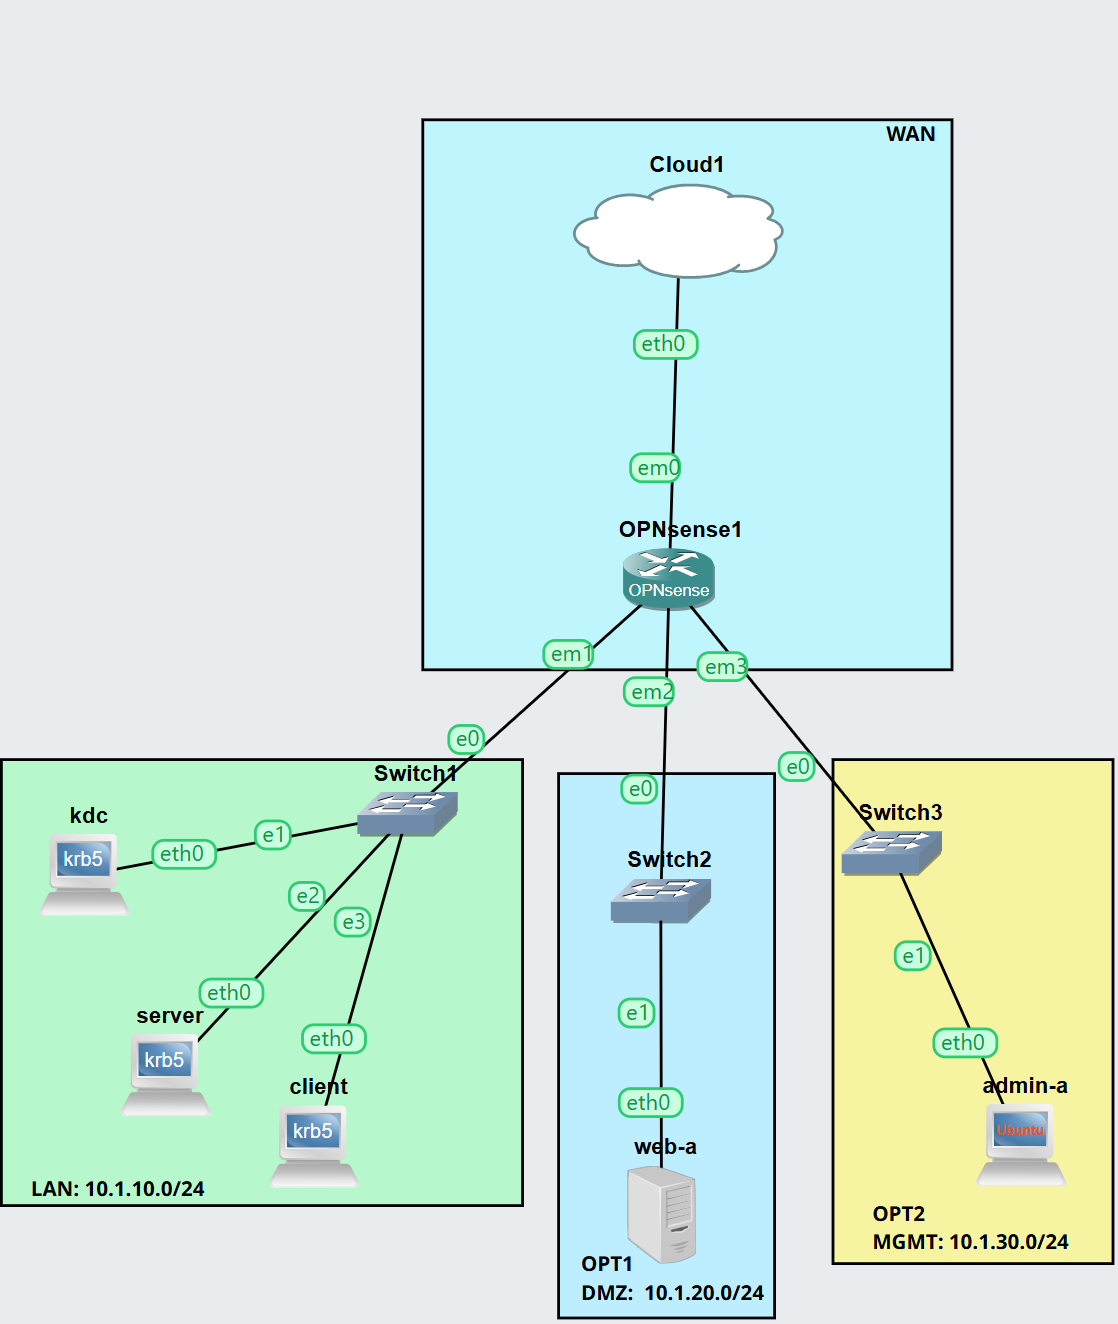 WAN
Cloud1
eth0
em0
OPNsense1
OPNsense
em1
em3
em2
e0
e0
e0
Switch1
kdc
krb5
eth0
e1
e2
e3
eth0
server
krb5
eth0
client
krb5
LAN: 10.1.10.0/24
Switch2
e1
eth0
web-a
OPT1
DMZ: 10.1.20.0/24
Switch3
e1
eth0
admin-a
Ubuntu
OPT2
MGMT: 10.1.30.0/24